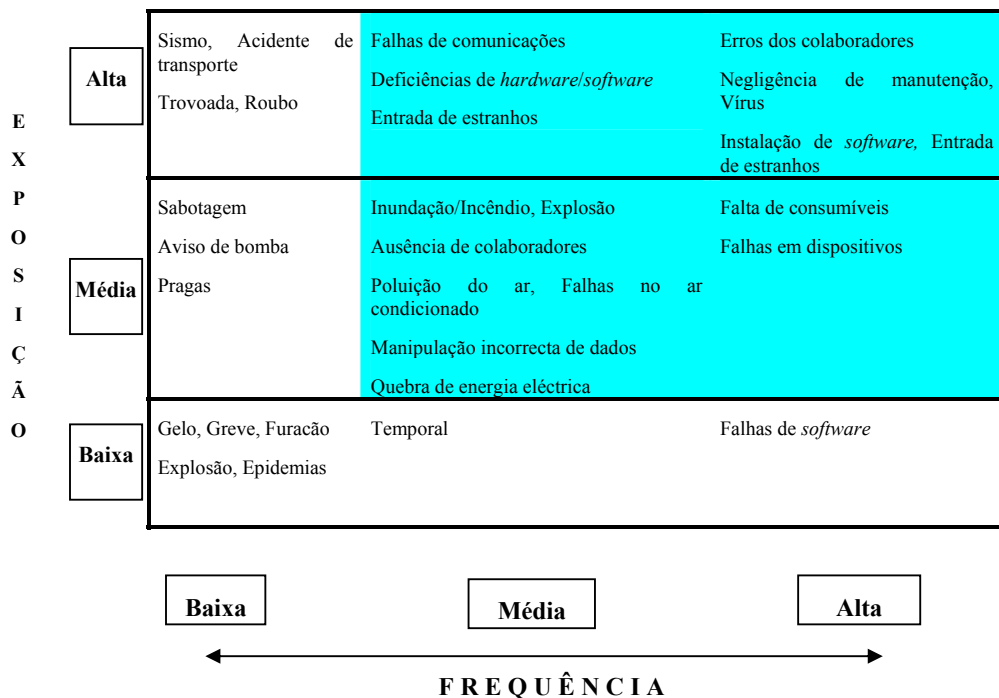 Sismo, Acidente de
transporte
Trovoada, Roubo
Falhas de comunicações
Deficiências de hardware/software
Entrada de estranhos
Erros dos colaboradores
Negligência de manutenção,
Vírus
Instalação de software, Entrada
de estranhos
Alta
E
X
P
O
S
I
Ç
Ã
O
Média
Sabotagem
Aviso de bomba
Pragas
Inundação/Incêndio, Explosão
Ausência de colaboradores
Poluição do ar, Falhas no ar
condicionado
Manipulação incorrecta de dados
Quebra de energia eléctrica
Falta de consumíveis
Falhas em dispositivos
Baixa
Gelo, Greve, Furacão
Explosão, Epidemias
Temporal
Falhas de software
Baixa
Média
Alta
F R E Q U Ê N C I A